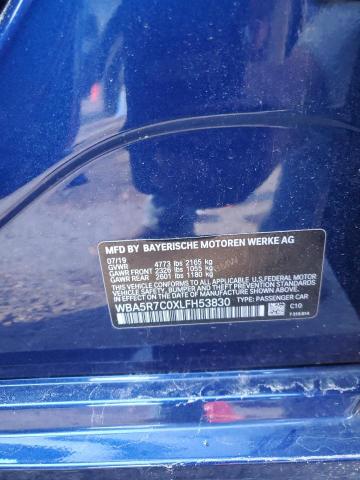 MFD BY BAYERISCHE MOTOREN WERKE AG
07/19
GVWR 4773 lbs 2165 kg
GAWR FRONT 2326 lbs 1055 kg
GAWR REAR 2601 lbs 1180 kg
THIS VEHICLE CONFORMS TO ALL APPLICABLE FEDERAL
MOTOR VEHICLE SAFETY, BUMPER, AND THEFT PREVENTION
STANDARDS IN EFFECT ON THE DATE OF MANUFACTURE SHOWN ABOVE.
WBA5R7C0XLFH53830 TYPE: PASSENGER CAR
C10